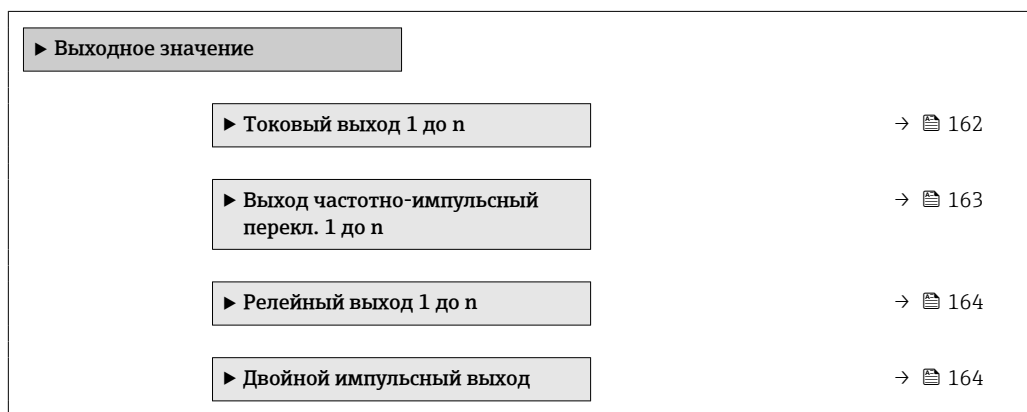 ▶ Выходное значение
▶ Токовый выход 1 до n → 162
▶ Выход частотно-импульсный → 163
перекл. 1 до n
▶ Релейный выход 1 до n → 164
▶ Двойной импульсный выход → 164